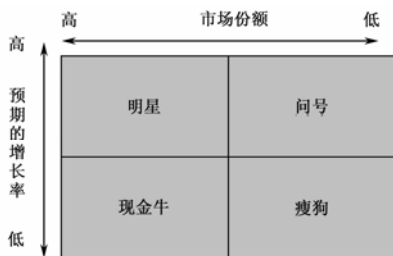 高 市场份额 低
高
预期的增长率
低
明星 问号
现金牛 瘦狗